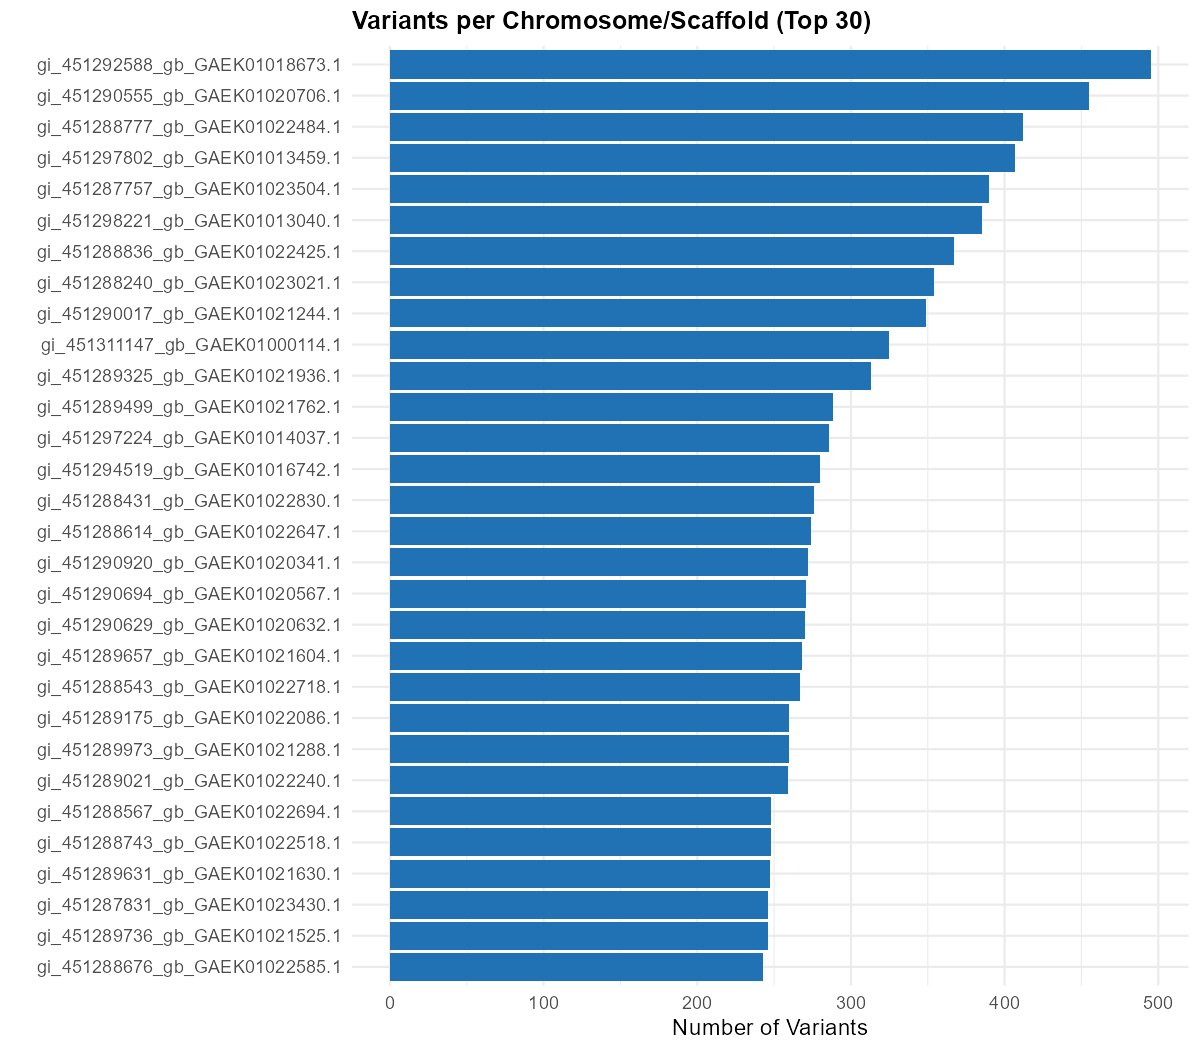 Variants per Chromosome/Scaffold (Top 30)
gi_451292588_gb_GAEK01018673.1
gi_451290555_gb_GAEK01020706.1
gi_451288777_gb_GAEK01022484.1
gi_451297802_gb_GAEK01013459.1
gi_451287757_gb_GAEK01023504.1
gi_451298221_gb_GAEK01013040.1
gi_451288836_gb_GAEK01022425.1
gi_451288240_gb_GAEK01023021.1
gi_451290017_gb_GAEK01021244.1
gi_451311147_gb_GAEK01000114.1
gi_451289325_gb_GAEK01021936.1
gi_451289499_gb_GAEK01021762.1
gi_451297224_gb_GAEK01014037.1
gi_451294519_gb_GAEK01016742.1
gi_451288431_gb_GAEK01022830.1
gi_451288614_gb_GAEK01022647.1
gi_451290920_gb_GAEK01020341.1
gi_451290694_gb_GAEK01020567.1
gi_451290629_gb_GAEK01020632.1
gi_451289657_gb_GAEK01021604.1
gi_451288543_gb_GAEK01022718.1
gi_451289175_gb_GAEK01022086.1
gi_451289973_gb_GAEK01021288.1
gi_451289021_gb_GAEK01022240.1
gi_451288567_gb_GAEK01022694.1
gi_451288743_gb_GAEK01022518.1
gi_451289631_gb_GAEK01021630.1
gi_451287831_gb_GAEK01023430.1
gi_451289736_gb_GAEK01021525.1
gi_451288676_gb_GAEK01022585.1
0 100 200 300 400 500
Number of Variants